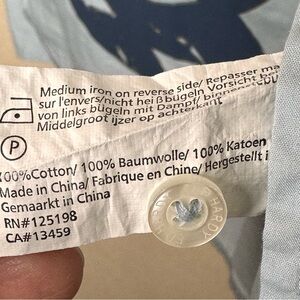 Medium iron on reverse side/ Repasser
sur l'envers/nicht heiß bügeln Vorsicht
von links bügeln mit Dampf/ binnenste
Middelgroot ijzer op achterkant
P
100%Cotton/ 100% Baumwolle/ 100% Katoen
Made in China/ Fabrique en Chine/ Hergestellt
Gemaarkt in China
RN#125198
CA#13459
HARDY